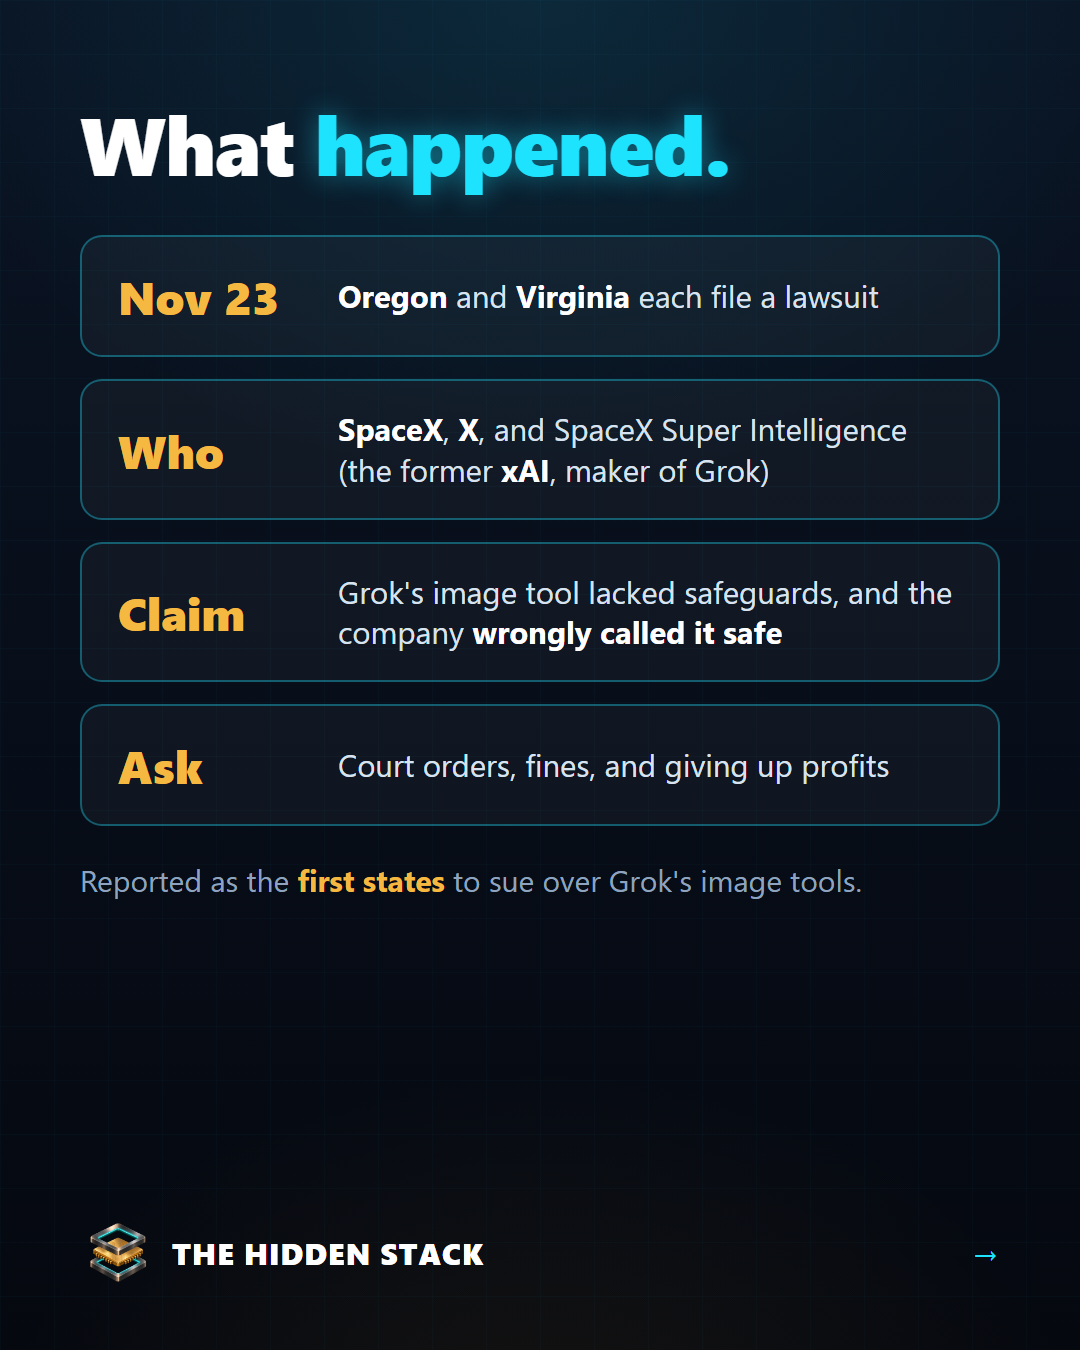 What happened.
Nov 23
Oregon and Virginia each file a lawsuit
Who
SpaceX, X, and SpaceX Super Intelligence
(the former xAI, maker of Grok)
Claim
Grok's image tool lacked safeguards, and the
company wrongly called it safe
Ask
Court orders, fines, and giving up profits
Reported as the first states to sue over Grok's image tools.
THE HIDDEN STACK
→